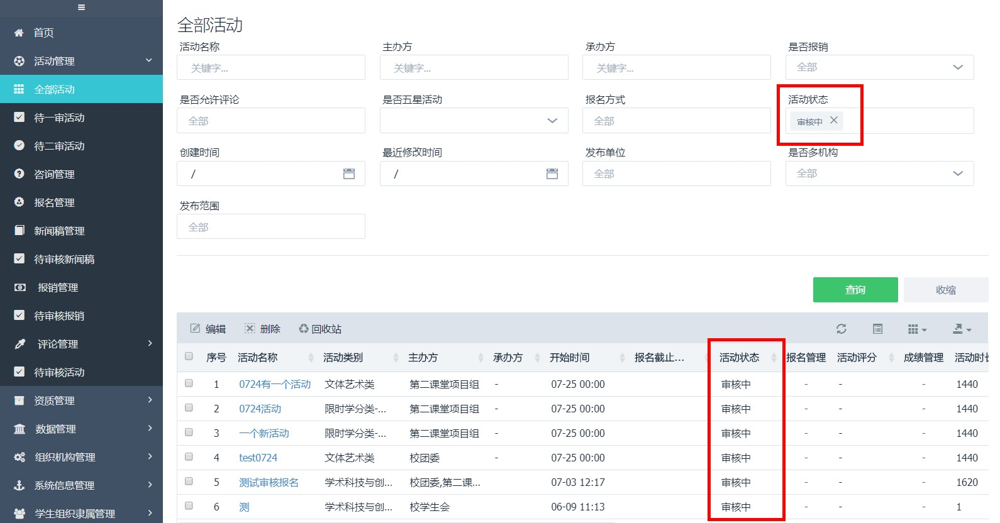 首页
活动管理
全部活动
待一审活动
待二审活动
咨询管理
报名管理
新闻稿管理
待审核新闻稿
报销管理
待审核报销
评论管理
待审核活动
资质管理
数据管理
组织机构管理
系统信息管理
学生组织隶属管理
全部活动
活动名称 主办方 承办方 是否报销
关键字... 关键字... 关键字... 全部
是否允许评论 是否五星活动 报名方式 活动状态
全部 全部 审核中
创建时间 最近修改时间 发布单位 是否多机构
/ / 全部 全部
发布范围
全部
查询 收缩
编辑 删除 回收站
序号 活动名称 活动类别 主办方 承办方 开始时间 报名截止... 活动状态 报名管理 活动评分 成绩管理 活动时长
1 0724有一个活动 文体艺术类 第二课堂项目组 - 07-25 00:00 审核中 - - - 1440
2 0724活动 限时学分类-... 第二课堂项目组 - 07-25 00:00 审核中 - - - 1440
3 一个新活动 限时学分类-... 第二课堂项目组 - 07-25 00:00 审核中 - - - 1440
4 test0724 文体艺术类 校团委 - 07-25 00:00 审核中 - - - 1440
5 测试审核报名 学术科技与创... 校团委,第二课... 07-03 12:17 审核中 - - - 1620
6 测 学术科技与创... 校学生会 06-09 11:13 审核中 - - - 1